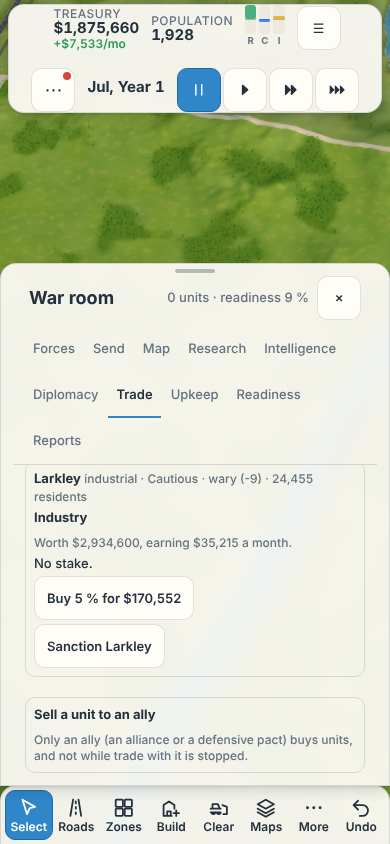 TREASURY
$1,875,660
+$7,533/mo
POPULATION
1,928
R C I
Jul, Year 1
War room
0 units · readiness 9 %
Forces Send Map Research Intelligence
Diplomacy Trade Upkeep Readiness
Reports
Larkley industrial · Cautious · wary (-9) · 24,455
residents
Industry
Worth $2,934,600, earning $35,215 a month.
No stake.
Buy 5 % for $170,552
Sanction Larkley
Sell a unit to an ally
Only an ally (an alliance or a defensive pact) buys units,
and not while trade with it is stopped.
Select Roads Zones Build Clear Maps More Undo